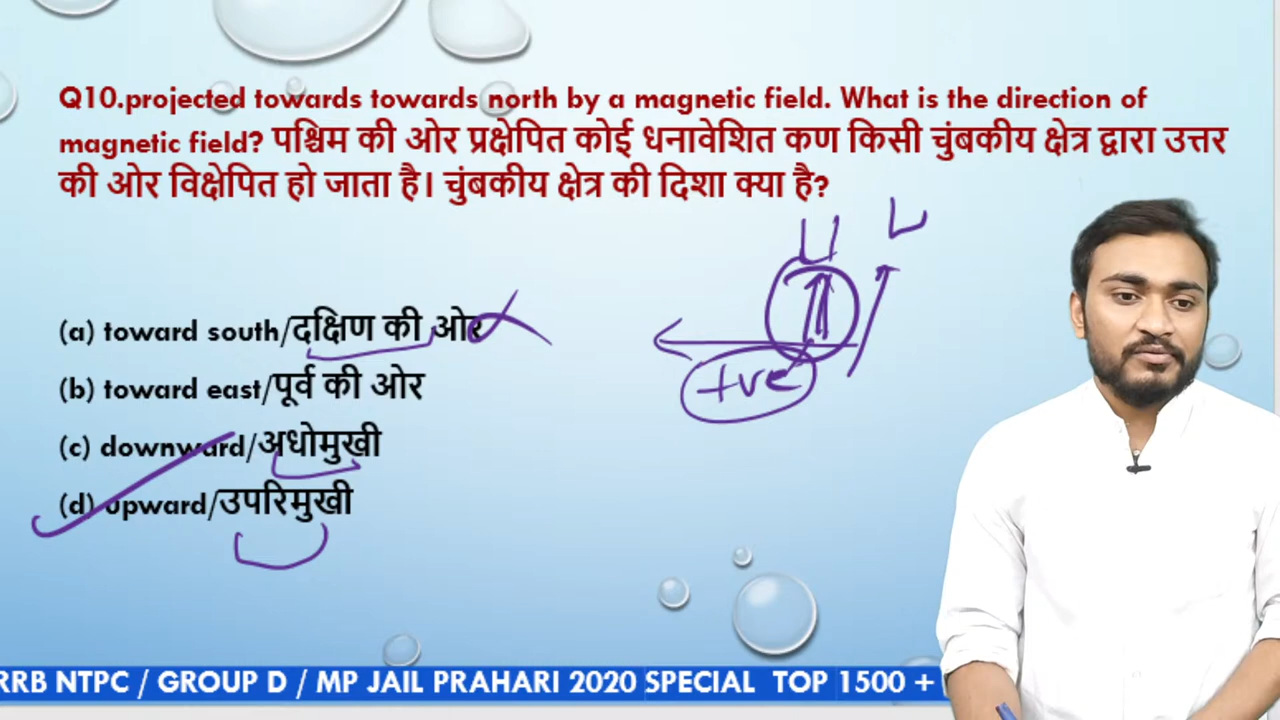 Q10.projected towards towards north by a magnetic field. What is the direction of
magnetic field? पश्चिम की ओर प्रक्षेपित कोई धनावेशित कण किसी चुंबकीय क्षेत्र द्वारा उत्तर
की ओर विक्षेपित हो जाता है। चुंबकीय क्षेत्र की दिशा क्या है?
(a) toward south/दक्षिण की ओर
(b) toward east/पूर्व की ओर
(c) downward/अधोमुखी
(d) upward/उपरिमुखी
+ve
RRB NTPC / GROUP D / MP JAIL PRAHARI 2020 SPECIAL TOP 1500 +